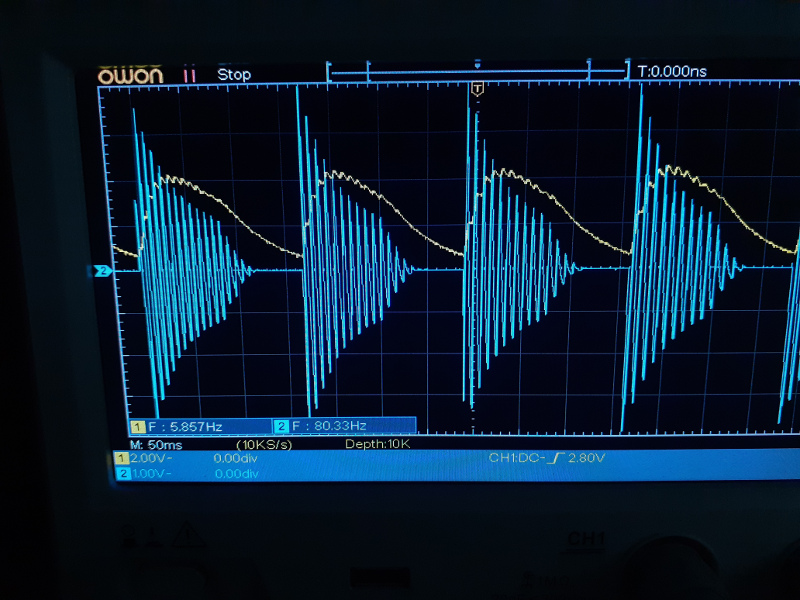 owon Stop T:0.000ns
T
2
1 F : 5.857Hz 2 F : 80.33Hz
M: 50ms (10KS/s) Depth:10K
1 2.00V~ 0.00div CH1:DC- 2.80V
2 1.00V~ 0.00div
CH1